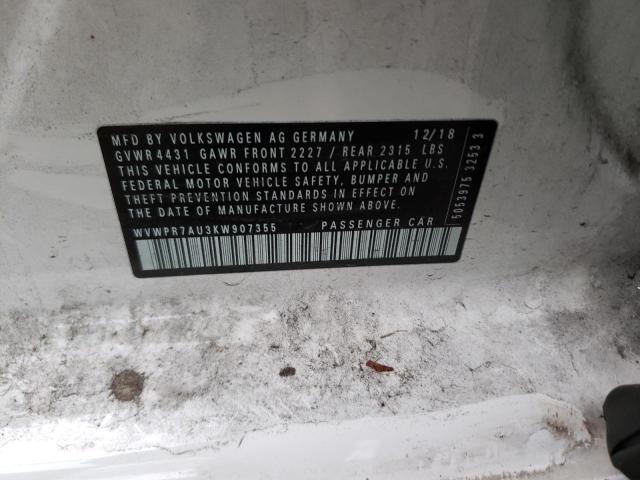 MFD BY VOLKSWAGEN AG GERMANY 12/18
GVWR 4431 GAWR FRONT 2227 / REAR 2315 LBS
THIS VEHICLE CONFORMS TO ALL APPLICABLE U.S.
FEDERAL MOTOR VEHICLE SAFETY, BUMPER AND
THEFT PREVENTION STANDARDS IN EFFECT ON
THE DATE OF MANUFACTURE SHOWN ABOVE.
WVWPR7AU3KW907355 PASSENGER CAR
5053975 3253 3